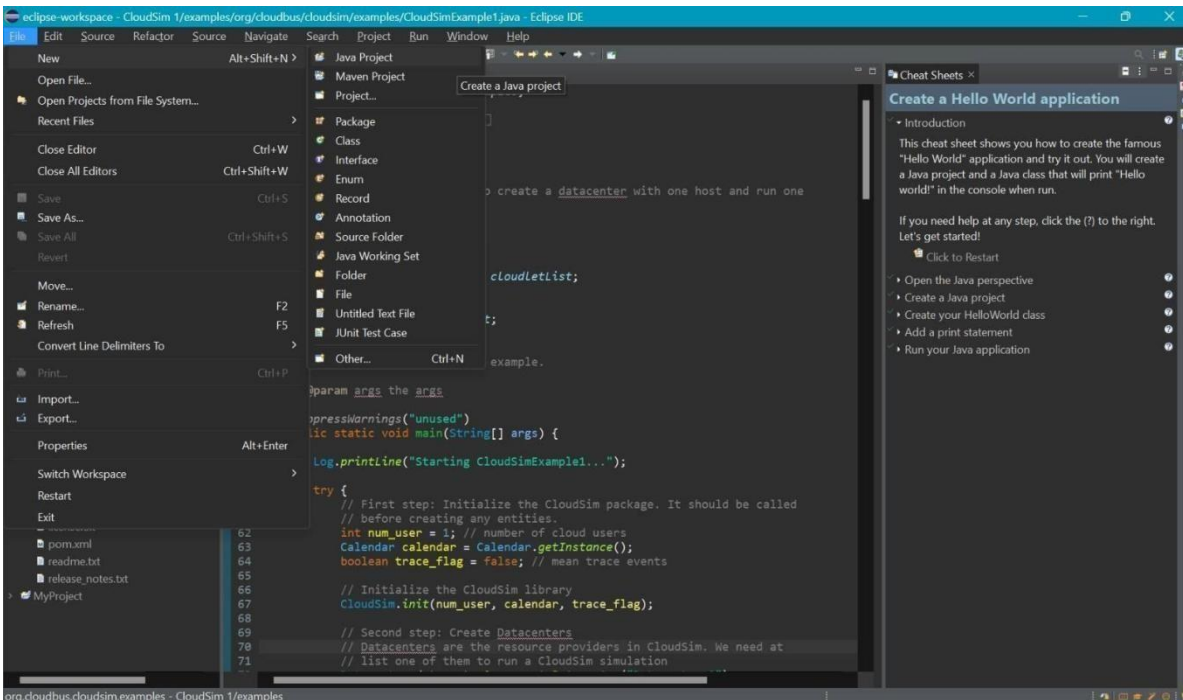 eclipse-workspace - CloudSim 1/examples/org/cloudbus/cloudsim/examples/CloudSimExample1.java - Eclipse IDE
File Edit Source Refactor Source Navigate Search Project Run Window Help
New Alt+Shift+N >
Open File...
Open Projects from File System...
Recent Files >
Close Editor Ctrl+W
Close All Editors Ctrl+Shift+W
Save Ctrl+S
Save As...
Save All Ctrl+Shift+S
Revert
Move...
Rename... F2
Refresh F5
Convert Line Delimiters To >
Print... Ctrl+P
Import...
Export...
Properties Alt+Enter
Switch Workspace >
Restart
Exit
pom.xml
readme.txt
release_notes.txt
MyProject
Java Project
Maven Project
Project...
Package
Class
Interface
Enum
Record
Annotation
Source Folder
Java Working Set
Folder
File
Untitled Text File
JUnit Test Case
Other... Ctrl+N
Create a Java project
create a datacenter with one host and run one
cloudletList;
t;
example.
@param args the args
ppressWarnings("unused")
lic static void main(String[] args) {
Log.printLine("Starting CloudSimExample1...");
try {
// First step: Initialize the CloudSim package. It should be called
// before creating any entities.
62 int num_user = 1; // number of cloud users
63 Calendar calendar = Calendar.getInstance();
64 boolean trace_flag = false; // mean trace events
65
66 // Initialize the CloudSim library
67 CloudSim.init(num_user, calendar, trace_flag);
68
69 // Second step: Create Datacenters
70 // Datacenters are the resource providers in CloudSim. We need at
71 // list one of them to run a CloudSim simulation
Cheat Sheets ×
Create a Hello World application
Introduction
This cheat sheet shows you how to create the famous
"Hello World" application and try it out. You will create
a Java project and a Java class that will print "Hello
world!" in the console when run.
If you need help at any step, click the (?) to the right.
Let's get started!
Click to Restart
Open the Java perspective
Create a Java project
Create your HelloWorld class
Add a print statement
Run your Java application
org.cloudbus.cloudsim.examples - CloudSim 1/examples